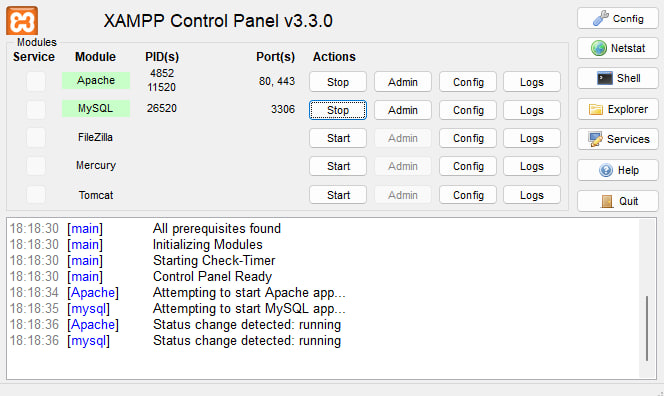 XAMPP Control Panel v3.3.0
Config
Modules
Service Module PID(s) Port(s) Actions
Netstat
Apache 4852 11520 80, 443 Stop Admin Config Logs
Shell
MySQL 26520 3306 Stop Admin Config Logs
Explorer
FileZilla Start Admin Config Logs
Services
Mercury Start Admin Config Logs
Help
Tomcat Start Admin Config Logs
Quit
18:18:30 [main] All prerequisites found
18:18:30 [main] Initializing Modules
18:18:30 [main] Starting Check-Timer
18:18:30 [main] Control Panel Ready
18:18:34 [Apache] Attempting to start Apache app...
18:18:35 [mysql] Attempting to start MySQL app...
18:18:36 [Apache] Status change detected: running
18:18:36 [mysql] Status change detected: running